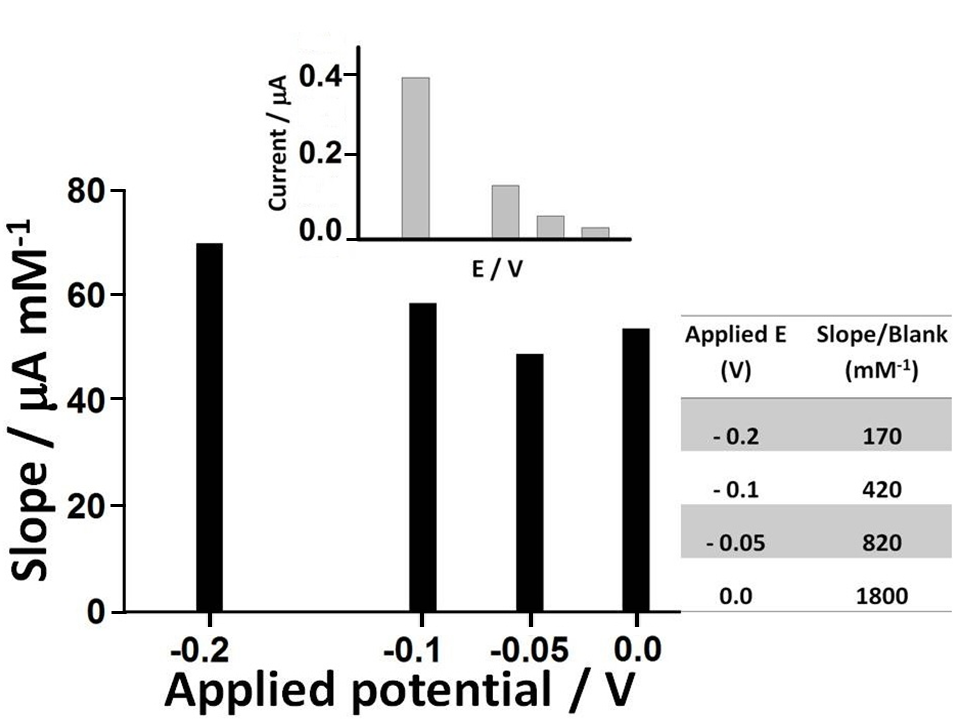 Current / µA
0.4
0.2
0.0
E / V
Slope / µA mM-1
80
60
40
20
0
-0.2 -0.1 -0.05 0.0
Applied potential / V
Applied E Slope/Blank
(V) (mM-1)
- 0.2 170
- 0.1 420
- 0.05 820
0.0 1800